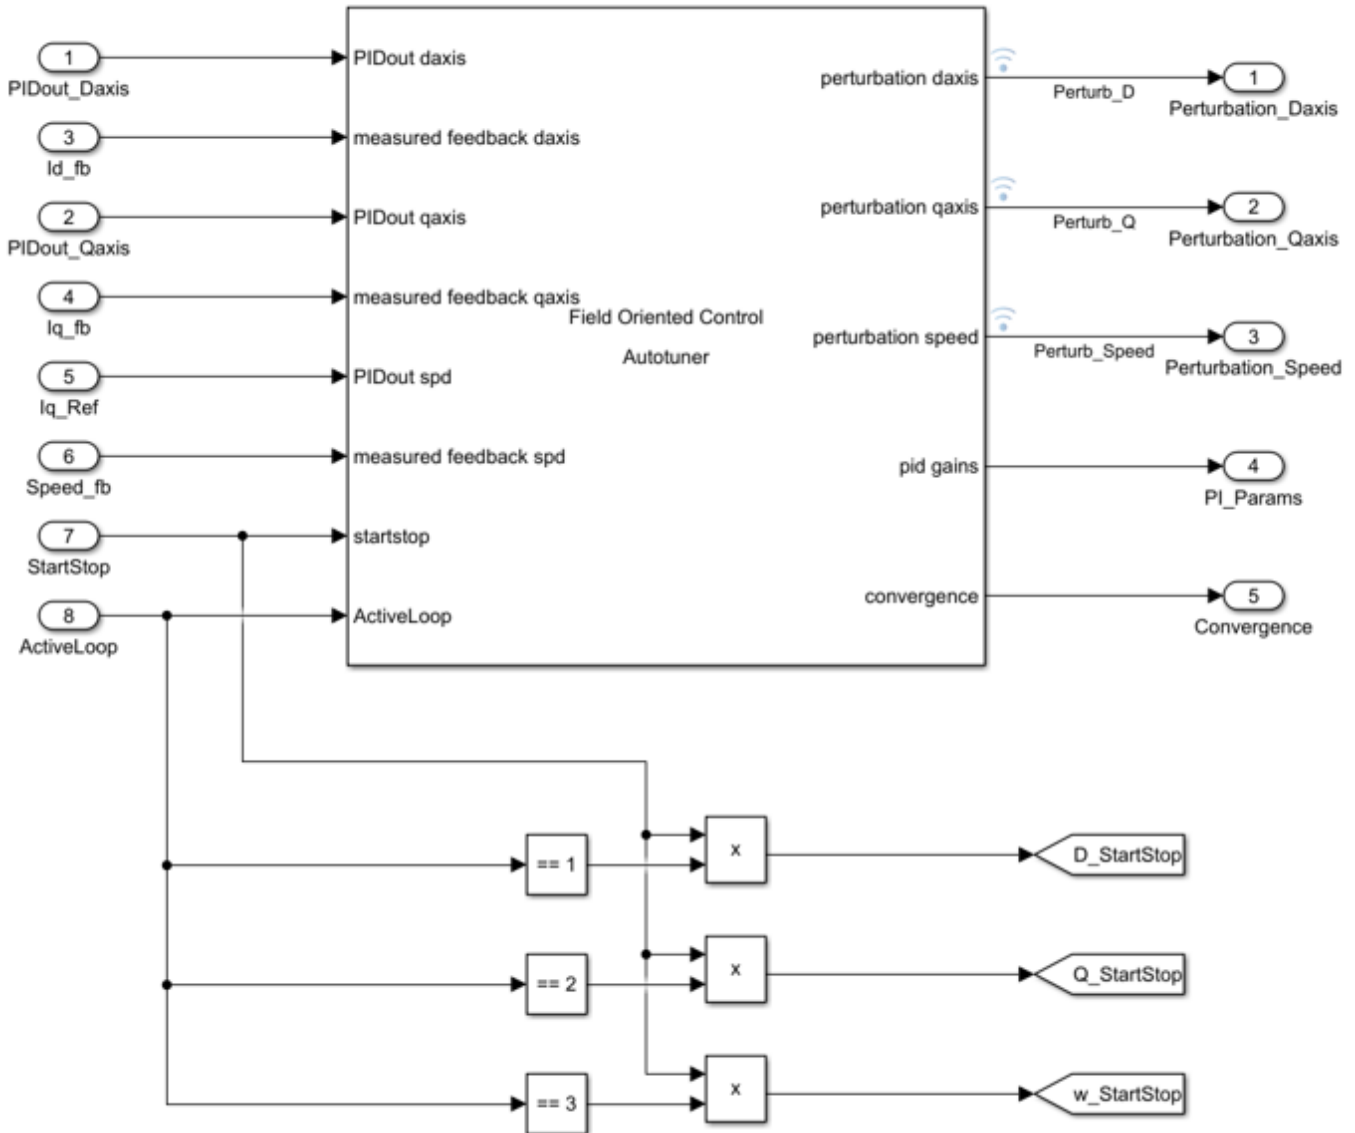 1
PIDout_Daxis
PIDout daxis
perturbation daxis
Perturb_D
1
Perturbation_Daxis
3
Id_fb
measured feedback daxis
2
PIDout_Qaxis
PIDout qaxis
perturbation qaxis
Perturb_Q
2
Perturbation_Qaxis
4
Iq_fb
measured feedback qaxis
Field Oriented Control
Autotuner
perturbation speed
Perturb_Speed
3
Perturbation_Speed
5
Iq_Ref
PIDout spd
6
Speed_fb
measured feedback spd
pid gains
4
PI_Params
7
StartStop
startstop
8
ActiveLoop
ActiveLoop
convergence
5
Convergence
== 1
x
D_StartStop
== 2
x
Q_StartStop
== 3
x
w_StartStop